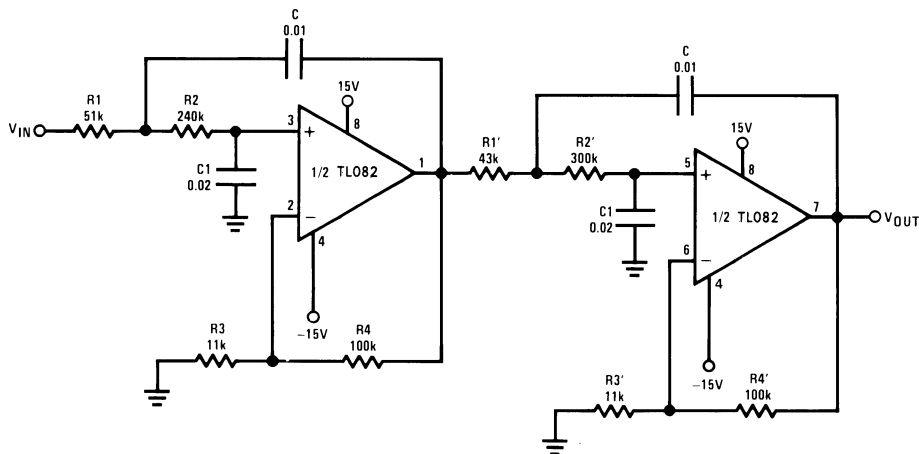 C
0.01
15V
R1
51k
R2
240k
VIN
3
+
8
1/2 TL082
1
C1
0.02
2
−
4
−15V
R3
11k
R4
100k
C
0.01
15V
R1'
43k
R2'
300k
5
+
8
1/2 TL082
7
VOUT
C1
0.02
6
−
4
−15V
R3'
11k
R4'
100k